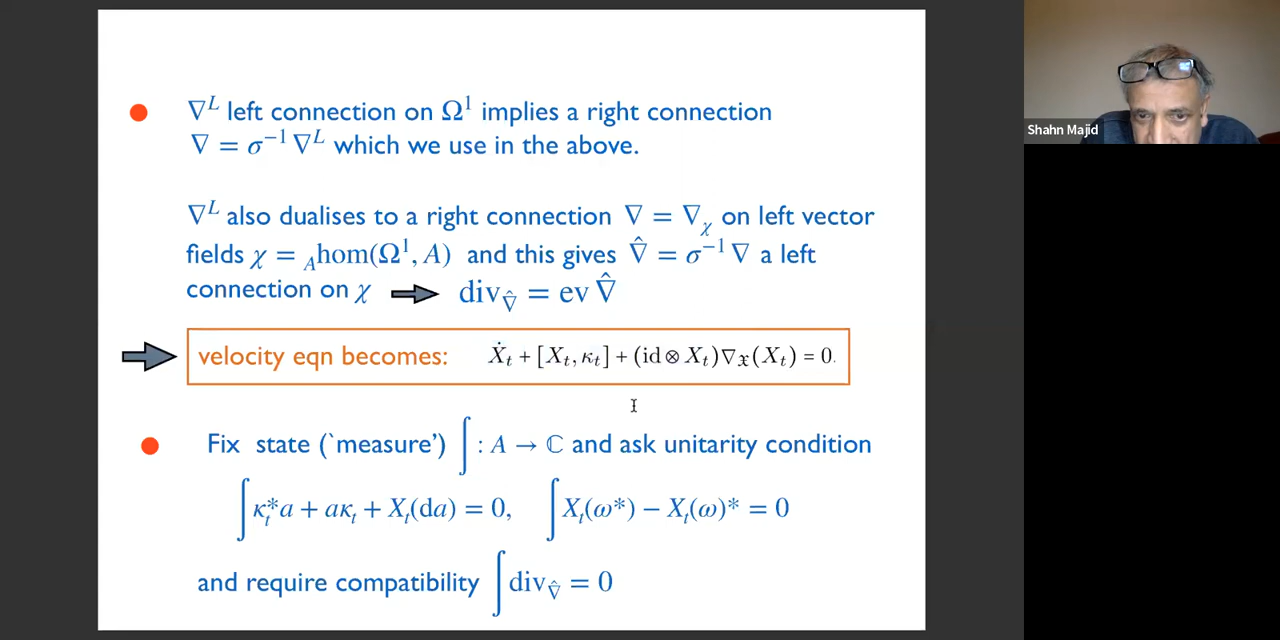 ∇ᴸ left connection on Ω¹ implies a right connection
∇ = σ⁻¹ ∇ᴸ which we use in the above.
∇ᴸ also dualises to a right connection ∇ = ∇_χ on left vector
fields χ = _A hom(Ω¹, A) and this gives ∇̂ = σ⁻¹ ∇ a left
connection on χ div_∇̂ = ev ∇̂
velocity eqn becomes: Ẋ_t + [X_t, κ_t] + (id ⊗ X_t)∇_𝔛(X_t) = 0.
Fix state (`measure') ∫ : A → ℂ and ask unitarity condition
∫ κ_t* a + aκ_t + X_t(da) = 0, ∫ X_t(ω*) − X_t(ω)* = 0
and require compatibility ∫ div_∇̂ = 0
Shahn Majid